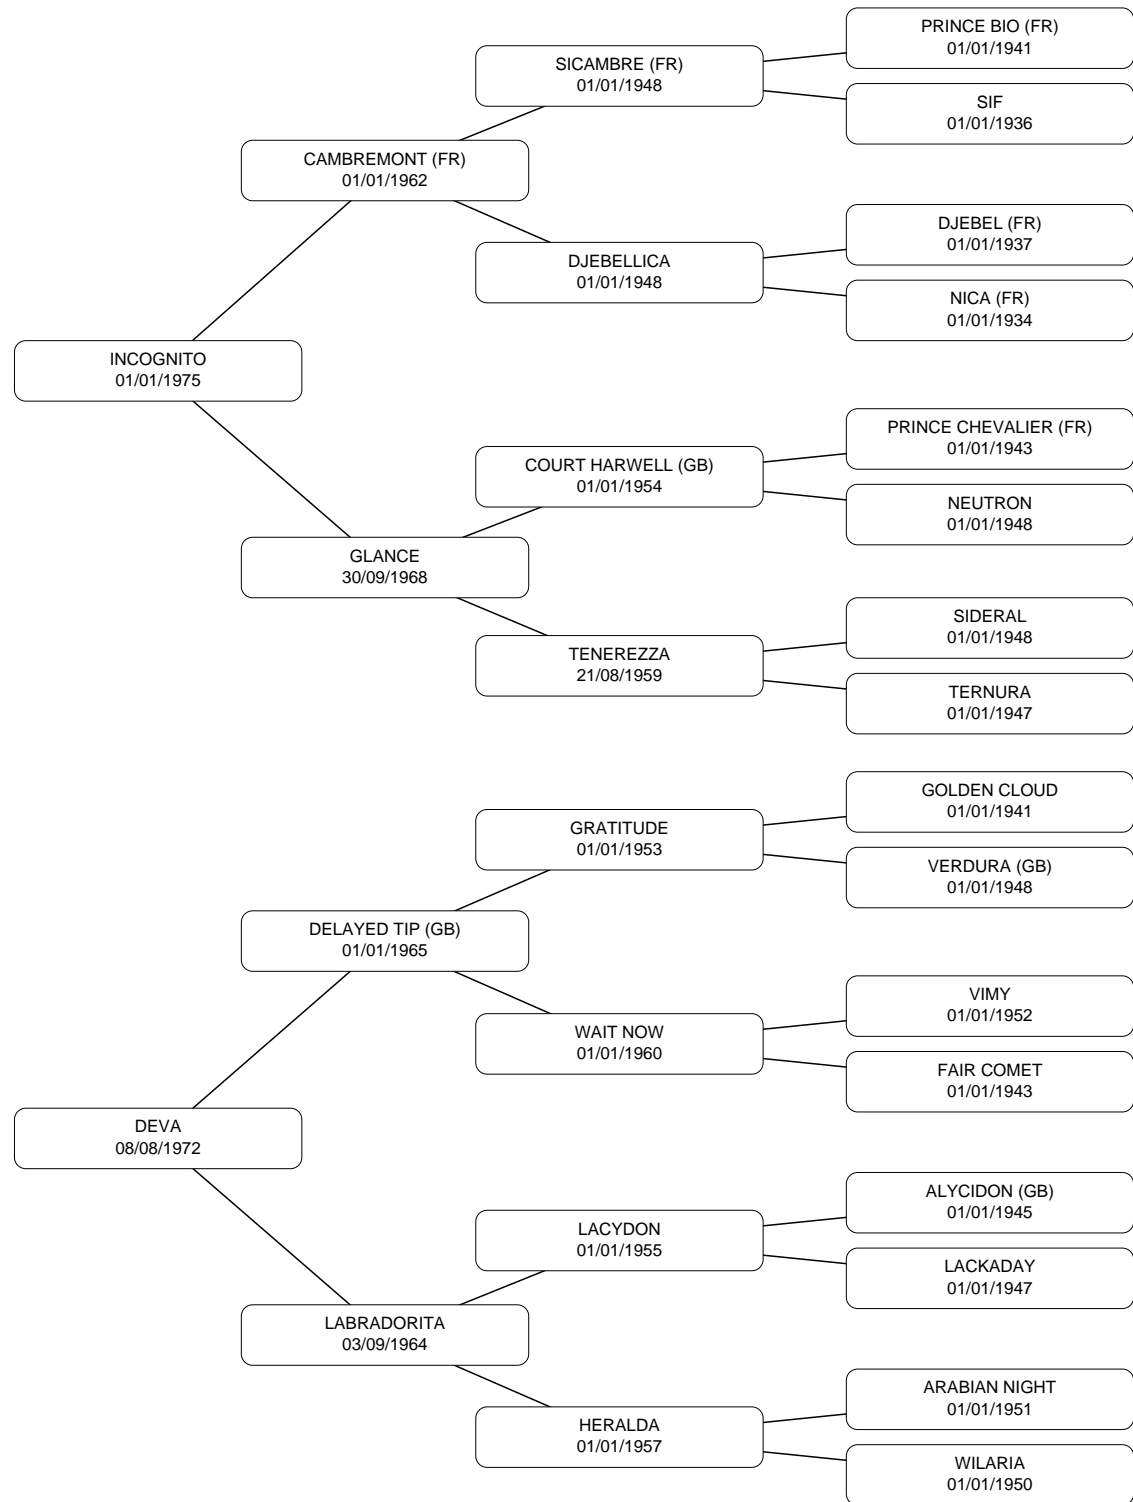 PRINCE BIO (FR)
01/01/1941
SICAMBRE (FR)
01/01/1948
SIF
01/01/1936
CAMBREMONT (FR)
01/01/1962
DJEBEL (FR)
01/01/1937
DJEBELLICA
01/01/1948
NICA (FR)
01/01/1934
INCOGNITO
01/01/1975
PRINCE CHEVALIER (FR)
01/01/1943
COURT HARWELL (GB)
01/01/1954
NEUTRON
01/01/1948
GLANCE
30/09/1968
SIDERAL
01/01/1948
TENEREZZA
21/08/1959
TERNURA
01/01/1947
GOLDEN CLOUD
01/01/1941
GRATITUDE
01/01/1953
VERDURA (GB)
01/01/1948
DELAYED TIP (GB)
01/01/1965
VIMY
01/01/1952
WAIT NOW
01/01/1960
FAIR COMET
01/01/1943
DEVA
08/08/1972
ALYCIDON (GB)
01/01/1945
LACYDON
01/01/1955
LACKADAY
01/01/1947
LABRADORITA
03/09/1964
ARABIAN NIGHT
01/01/1951
HERALDA
01/01/1957
WILARIA
01/01/1950